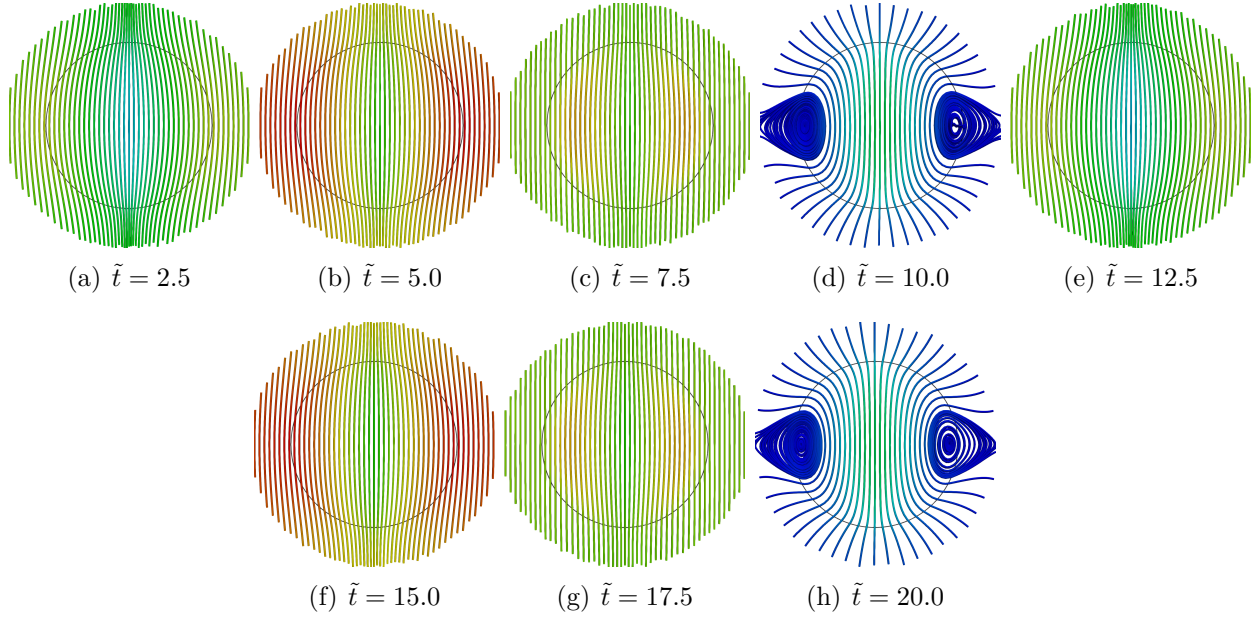 (a) t̃ = 2.5 (b) t̃ = 5.0 (c) t̃ = 7.5 (d) t̃ = 10.0 (e) t̃ = 12.5
(f) t̃ = 15.0 (g) t̃ = 17.5 (h) t̃ = 20.0